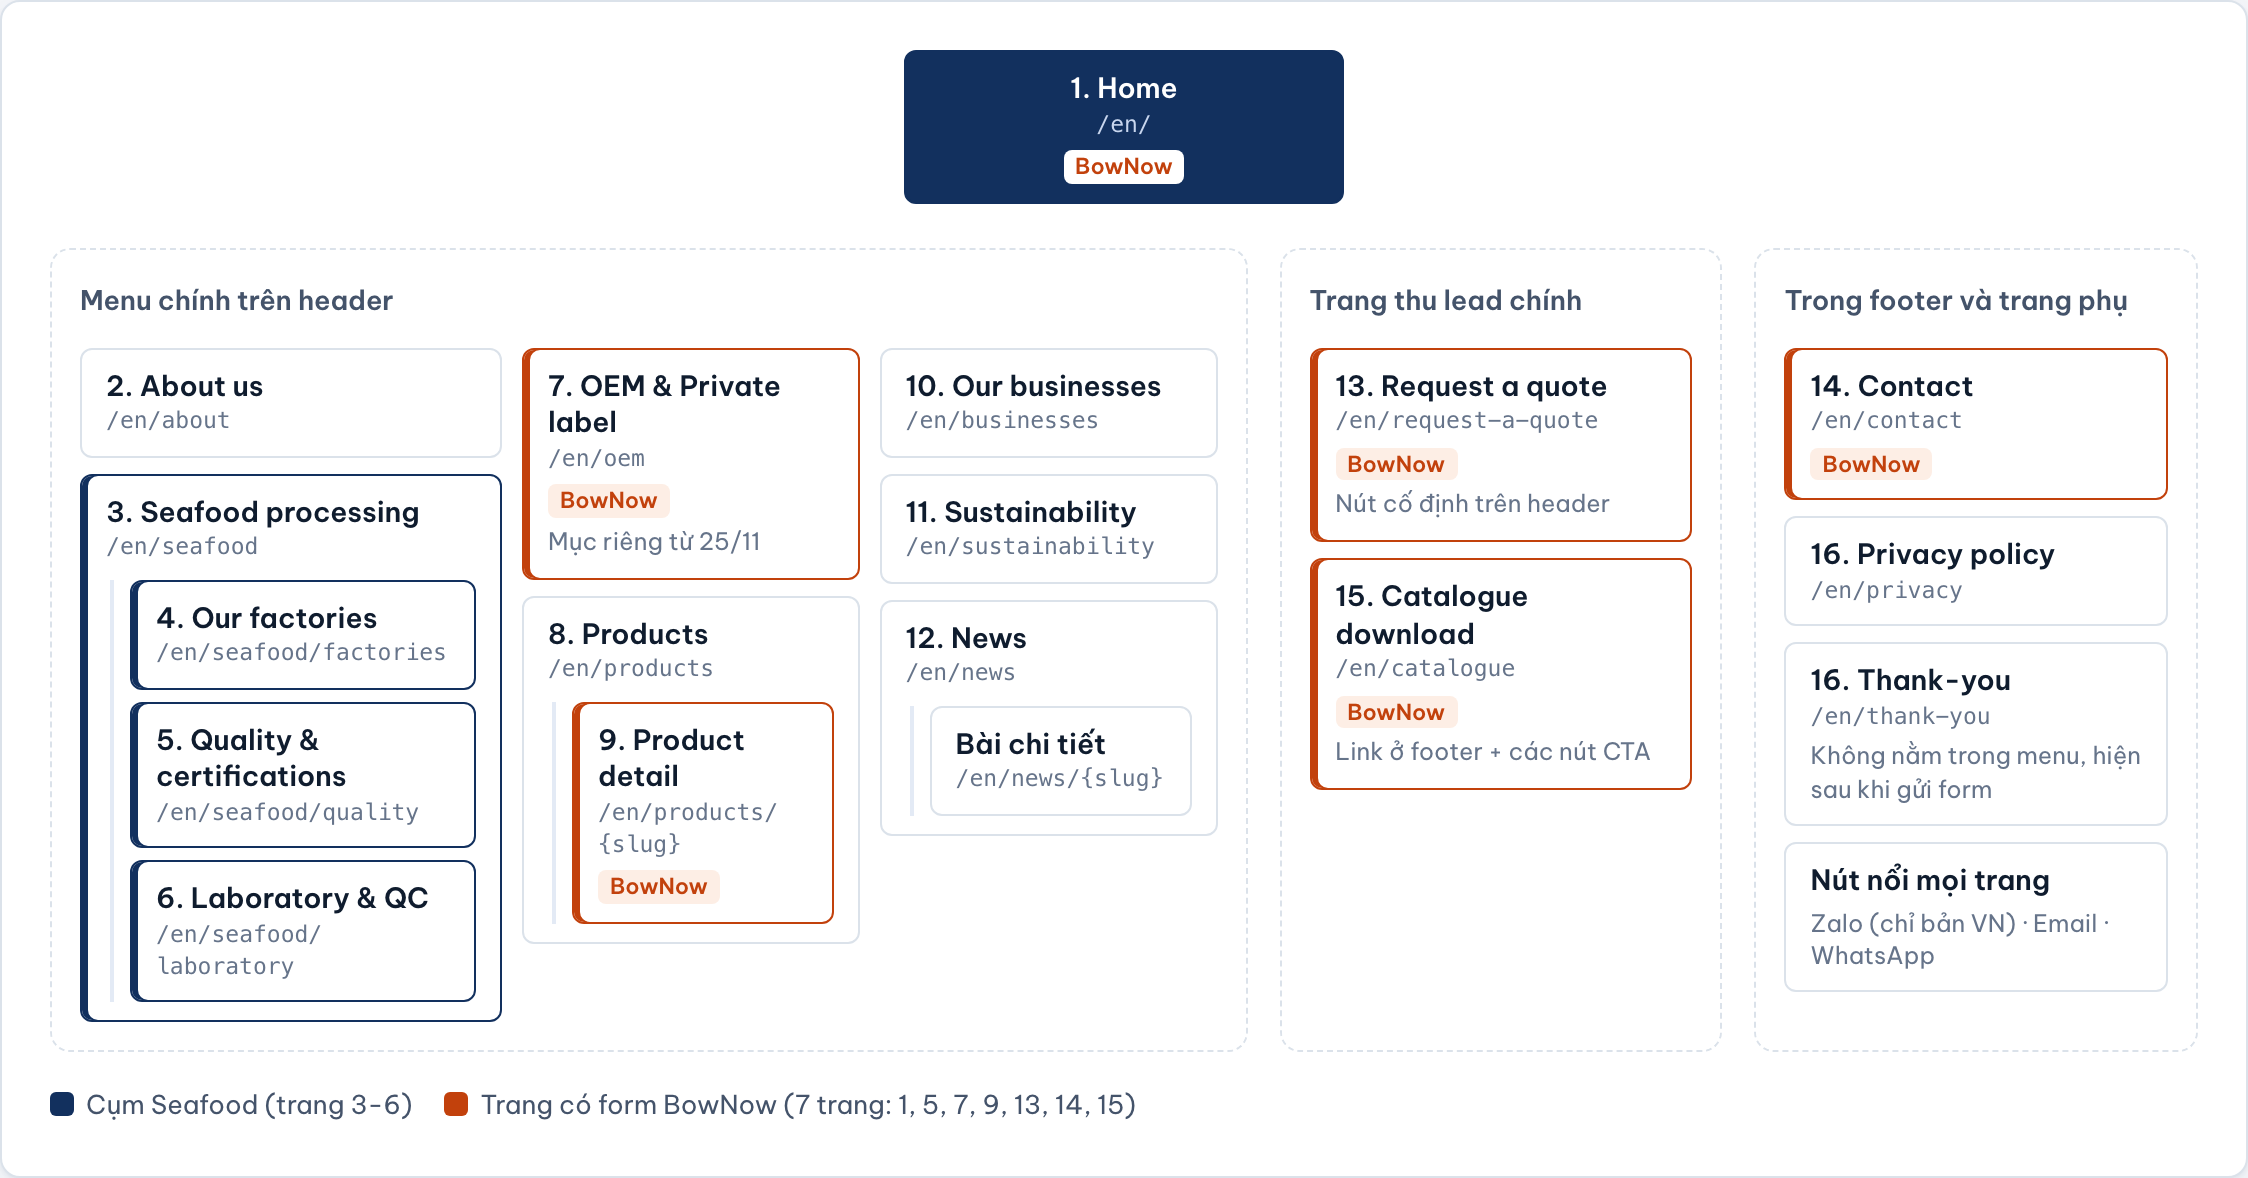 1. Home
/en/
BowNow
Menu chính trên header
2. About us
/en/about
3. Seafood processing
/en/seafood
4. Our factories
/en/seafood/factories
5. Quality &
certifications
/en/seafood/quality
6. Laboratory & QC
/en/seafood/
laboratory
7. OEM & Private
label
/en/oem
BowNow
Mục riêng từ 25/11
8. Products
/en/products
9. Product
detail
/en/products/
{slug}
BowNow
10. Our businesses
/en/businesses
11. Sustainability
/en/sustainability
12. News
/en/news
Bài chi tiết
/en/news/{slug}
Trang thu lead chính
13. Request a quote
/en/request-a-quote
BowNow
Nút cố định trên header
15. Catalogue
download
/en/catalogue
BowNow
Link ở footer + các nút CTA
Trong footer và trang phụ
14. Contact
/en/contact
BowNow
16. Privacy policy
/en/privacy
16. Thank-you
/en/thank-you
Không nằm trong menu, hiện
sau khi gửi form
Nút nổi mọi trang
Zalo (chỉ bản VN) · Email ·
WhatsApp
Cụm Seafood (trang 3-6)
Trang có form BowNow (7 trang: 1, 5, 7, 9, 13, 14, 15)